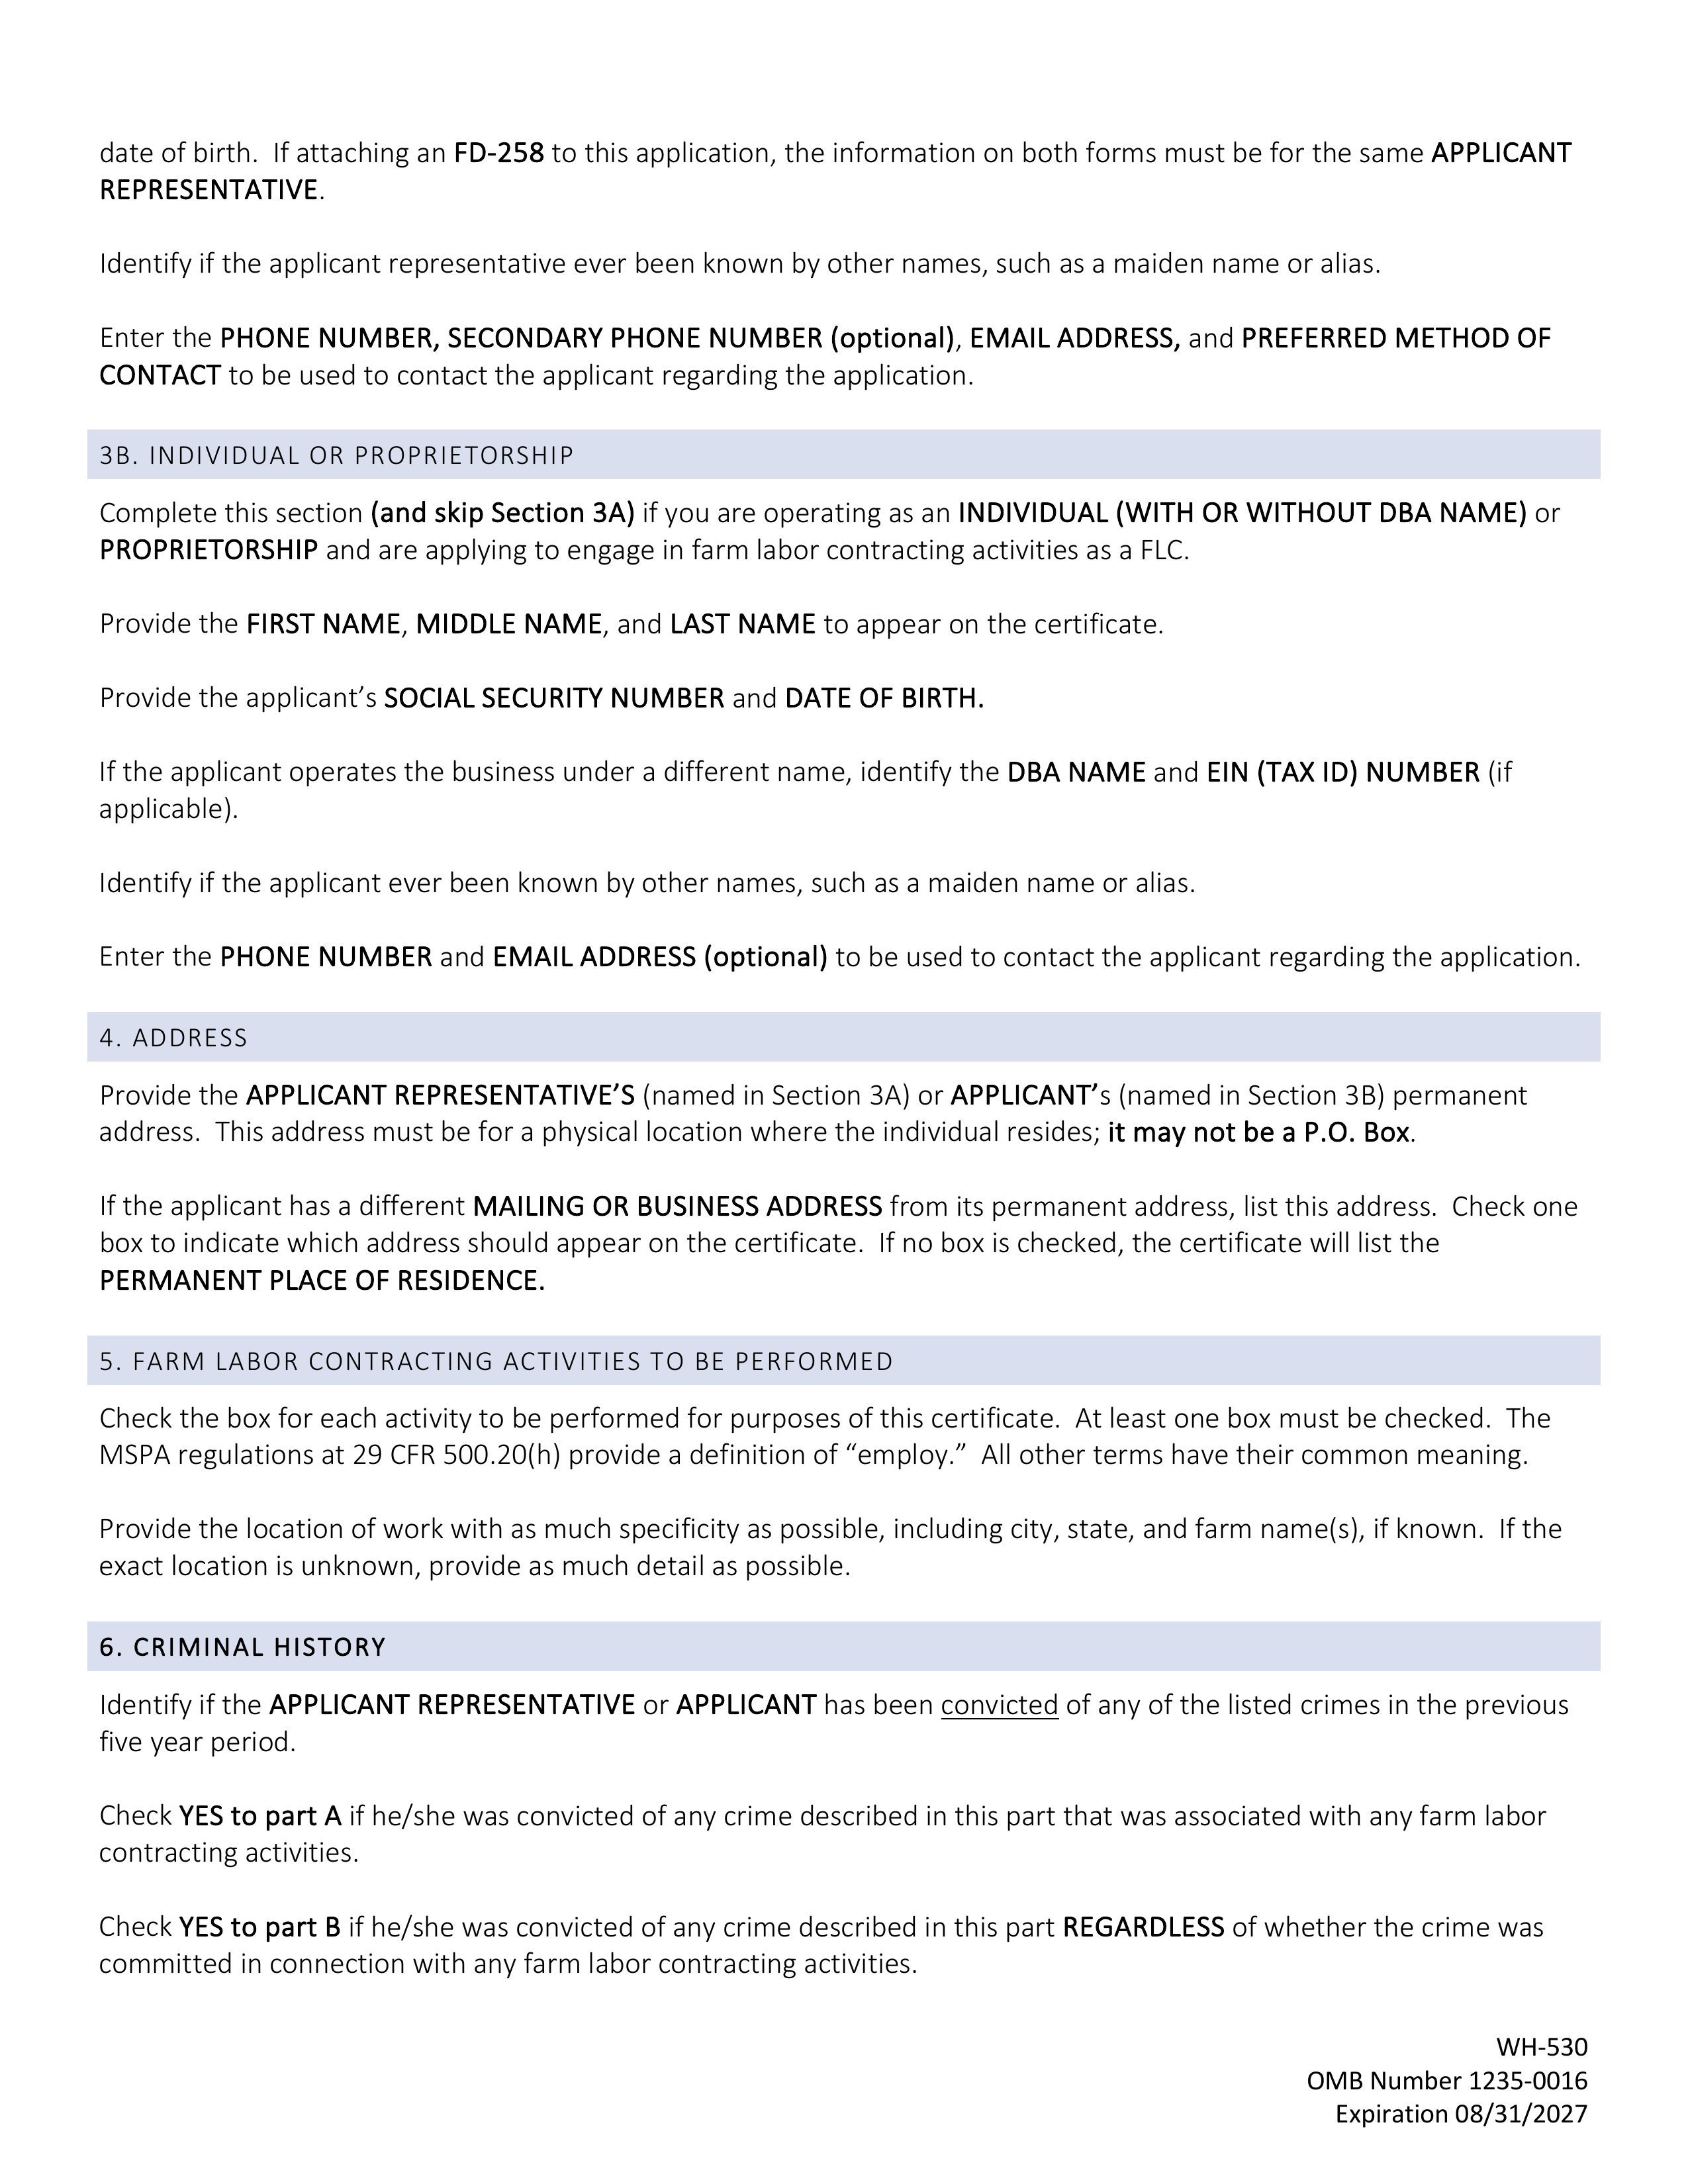 date of birth.  If attaching an FD-258 to this application, the information on both forms must be for the same APPLICANT
REPRESENTATIVE.
Identify if the applicant representative ever been known by other names, such as a maiden name or alias.
Enter the PHONE NUMBER, SECONDARY PHONE NUMBER (optional), EMAIL ADDRESS, and PREFERRED METHOD OF
CONTACT to be used to contact the applicant regarding the application.
3B. INDIVIDUAL OR PROPRIETORSHIP
Complete this section (and skip Section 3A) if you are operating as an INDIVIDUAL (WITH OR WITHOUT DBA NAME) or
PROPRIETORSHIP and are applying to engage in farm labor contracting activities as a FLC.
Provide the FIRST NAME, MIDDLE NAME, and LAST NAME to appear on the certificate.
Provide the applicant’s SOCIAL SECURITY NUMBER and DATE OF BIRTH.
If the applicant operates the business under a different name, identify the DBA NAME and EIN (TAX ID) NUMBER (if
applicable).
Identify if the applicant ever been known by other names, such as a maiden name or alias.
Enter the PHONE NUMBER and EMAIL ADDRESS (optional) to be used to contact the applicant regarding the application.
4. ADDRESS
Provide the APPLICANT REPRESENTATIVE’S (named in Section 3A) or APPLICANT’s (named in Section 3B) permanent
address.  This address must be for a physical location where the individual resides; it may not be a P.O. Box.
If the applicant has a different MAILING OR BUSINESS ADDRESS from its permanent address, list this address.  Check one
box to indicate which address should appear on the certificate.  If no box is checked, the certificate will list the
PERMANENT PLACE OF RESIDENCE.
5. FARM LABOR CONTRACTING ACTIVITIES TO BE PERFORMED
Check the box for each activity to be performed for purposes of this certificate.  At least one box must be checked.  The
MSPA regulations at 29 CFR 500.20(h) provide a definition of “employ.”  All other terms have their common meaning.
Provide the location of work with as much specificity as possible, including city, state, and farm name(s), if known.  If the
exact location is unknown, provide as much detail as possible.
6. CRIMINAL HISTORY
Identify if the APPLICANT REPRESENTATIVE or APPLICANT has been convicted of any of the listed crimes in the previous
five year period.
Check YES to part A if he/she was convicted of any crime described in this part that was associated with any farm labor
contracting activities.
Check YES to part B if he/she was convicted of any crime described in this part REGARDLESS of whether the crime was
committed in connection with any farm labor contracting activities.
WH-530
OMB Number 1235-0016
Expiration 08/31/2027